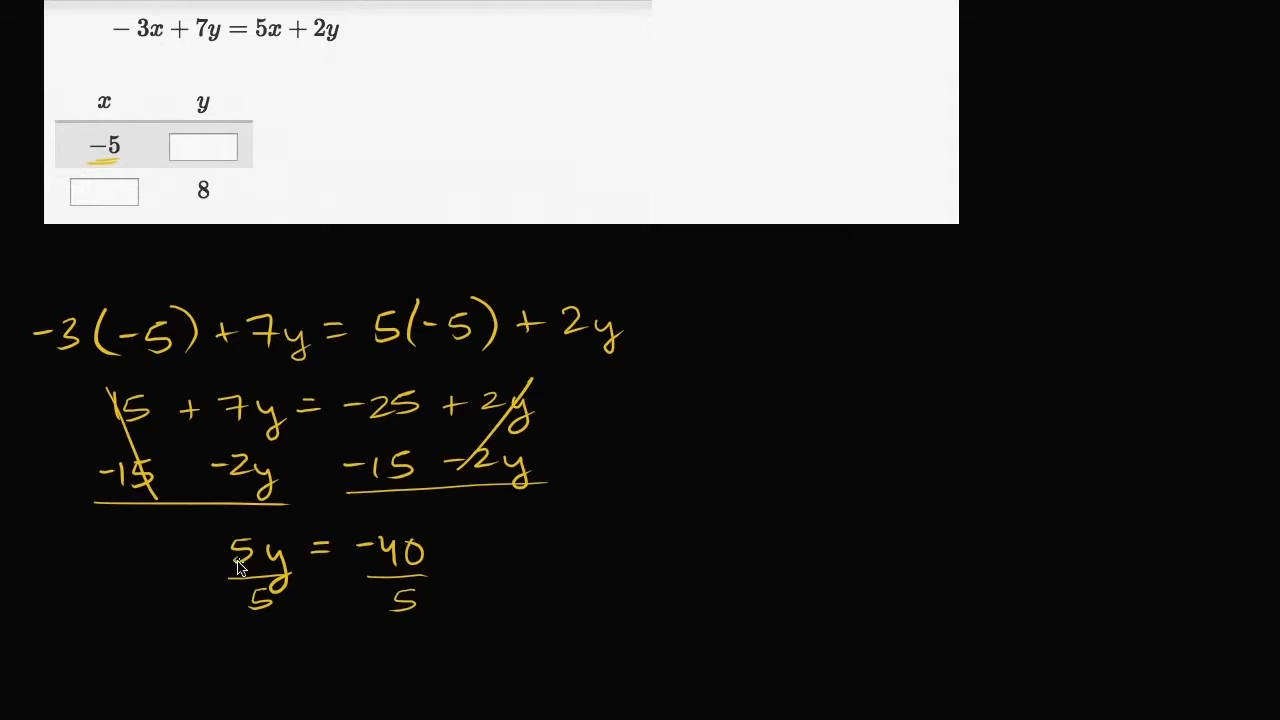 − 3x + 7y = 5x + 2y
x y
−5
8
-3(-5) + 7y = 5(-5) + 2y
15 + 7y = -25 + 2y
-15 -2y -15 -2y
5y = -40
5 5